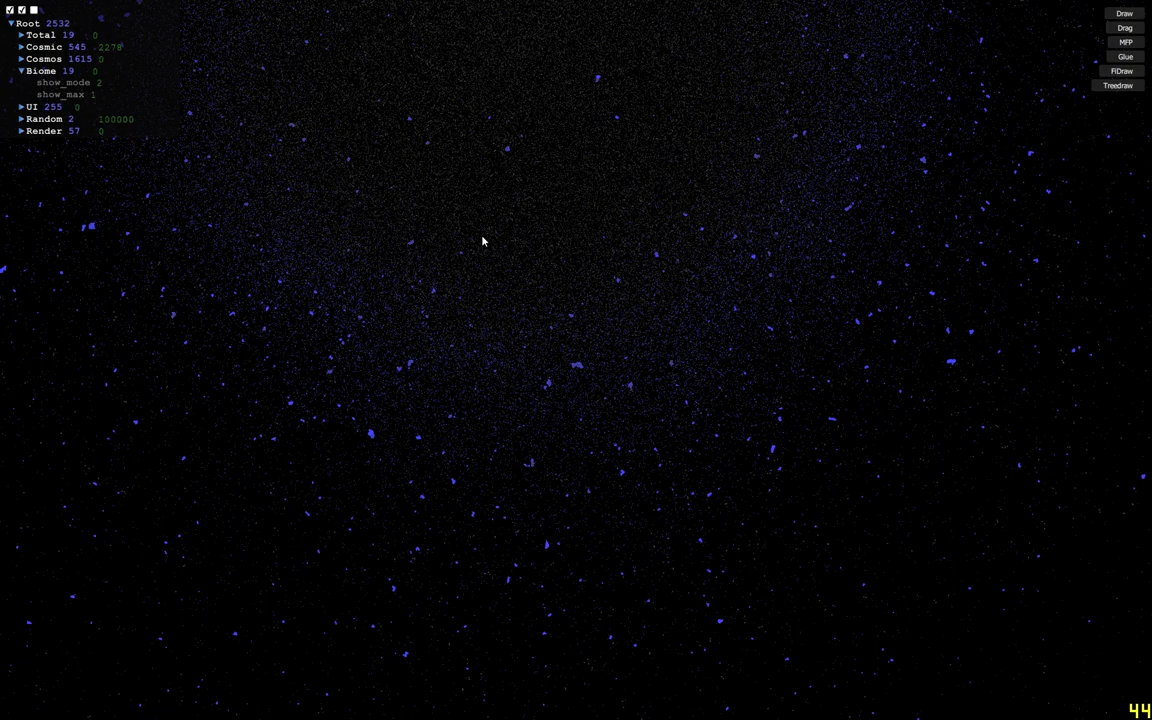 Root 2532
Total 19 0
Cosmic 545 2278
Cosmos 1615 0
Biome 19 0
show_mode 2
show_max 1
UI 255 0
Random 2 100000
Render 57 0
Draw
Drag
MFP
Glue
FiDraw
Treedraw
44